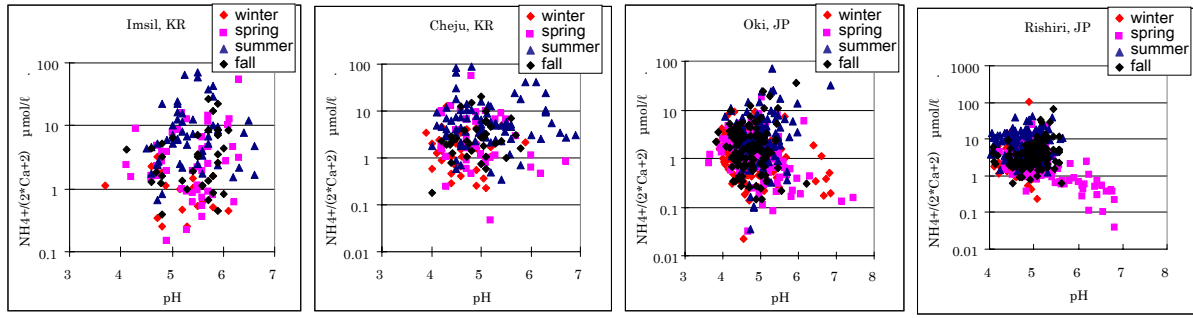 Imsil, KR
winter
spring
summer
fall
NH4+/(2*Ca+2) µmol/ℓ
100
10
1
0.1
3 4 5 6 7
pH
Cheju, KR
winter
spring
summer
fall
NH4+/(2*Ca+2) µmol/ℓ
100
10
1
0.1
0.01
3 4 5 6 7
pH
Oki, JP
winter
spring
summer
fall
NH4+/(2*Ca+2) µmol/ℓ
100
10
1
0.1
0.01
3 4 5 6 7 8
pH
Rishiri, JP
winter
spring
summer
fall
NH4+/(2*Ca+2) µmol/ℓ
1000
100
10
1
0.1
0.01
4 5 6 7 8
pH